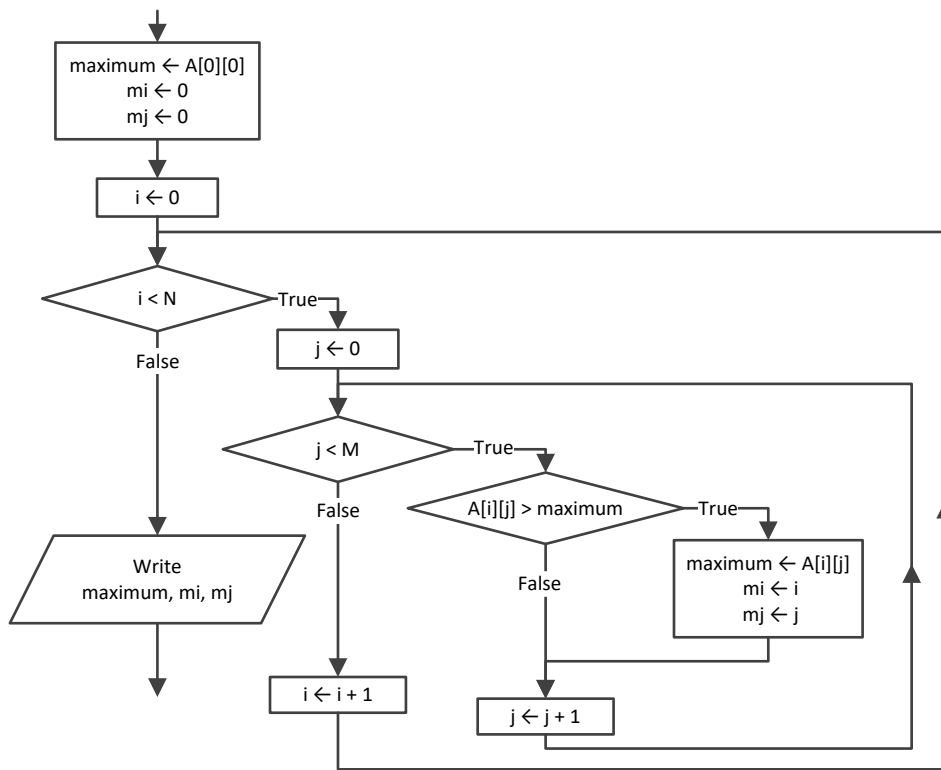 maximum ← A[0][0]
mi ← 0
mj ← 0
i ← 0
i < N
True
False
j ← 0
j < M
True
False
A[i][j] > maximum
True
False
maximum ← A[i][j]
mi ← i
mj ← j
Write
maximum, mi, mj
i ← i + 1
j ← j + 1